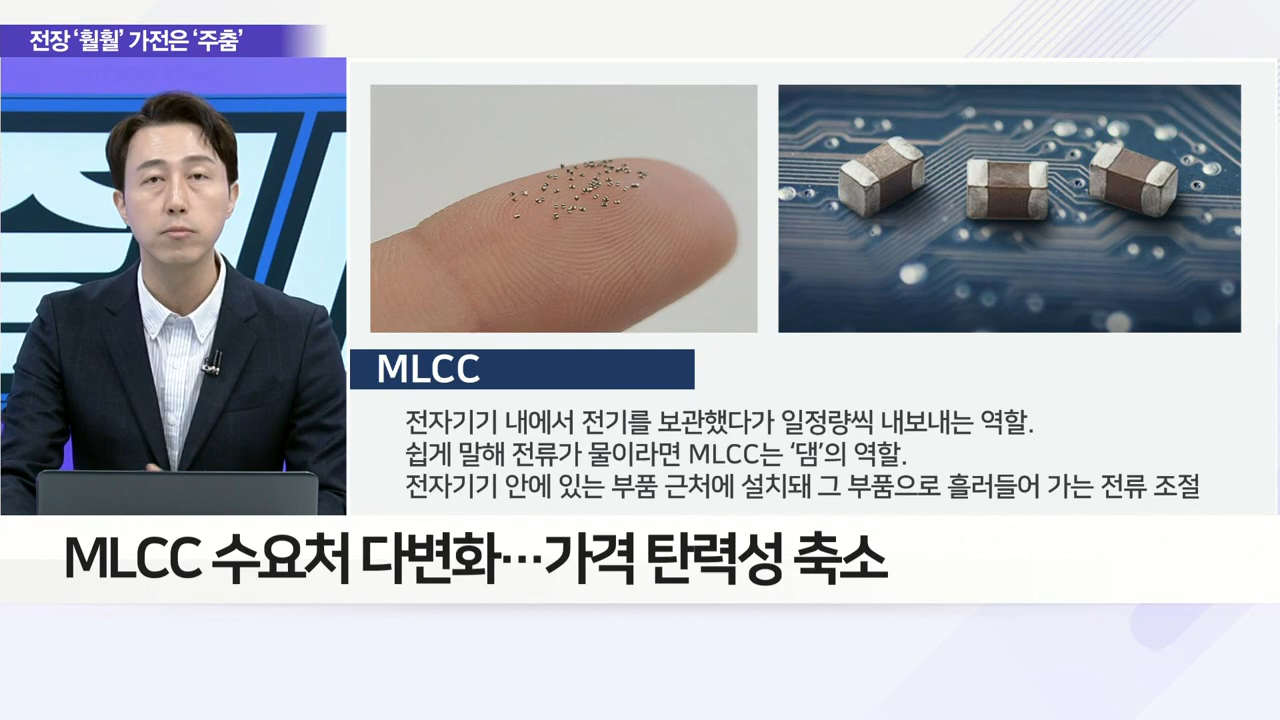 전장 ‘훨훨’ 가전은 ‘주춤’
MLCC
전자기기 내에서 전기를 보관했다가 일정량씩 내보내는 역할.
쉽게 말해 전류가 물이라면 MLCC는 ‘댐’의 역할.
전자기기 안에 있는 부품 근처에 설치돼 그 부품으로 흘러들어 가는 전류 조절
MLCC 수요처 다변화…가격 탄력성 축소